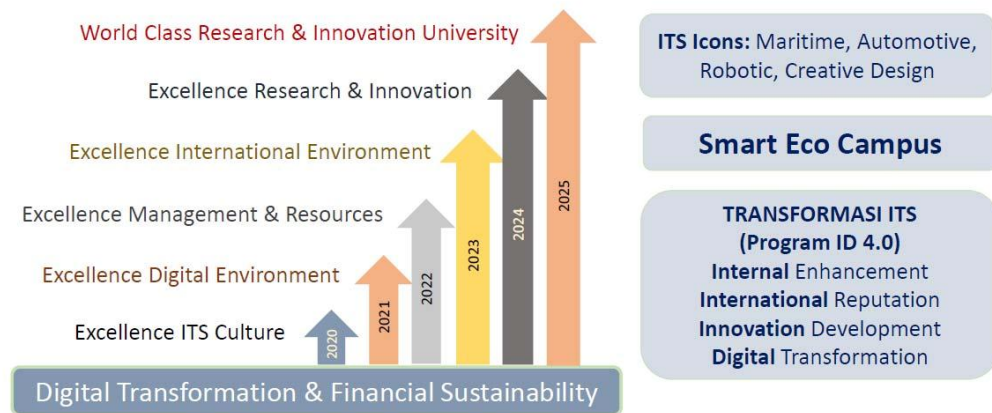 World Class Research & Innovation University
Excellence Research & Innovation
Excellence International Environment
Excellence Management & Resources
Excellence Digital Environment
Excellence ITS Culture
2020
2021
2022
2023
2024
2025
Digital Transformation & Financial Sustainability
ITS Icons: Maritime, Automotive,
Robotic, Creative Design
Smart Eco Campus
TRANSFORMASI ITS
(Program ID 4.0)
Internal Enhancement
International Reputation
Innovation Development
Digital Transformation